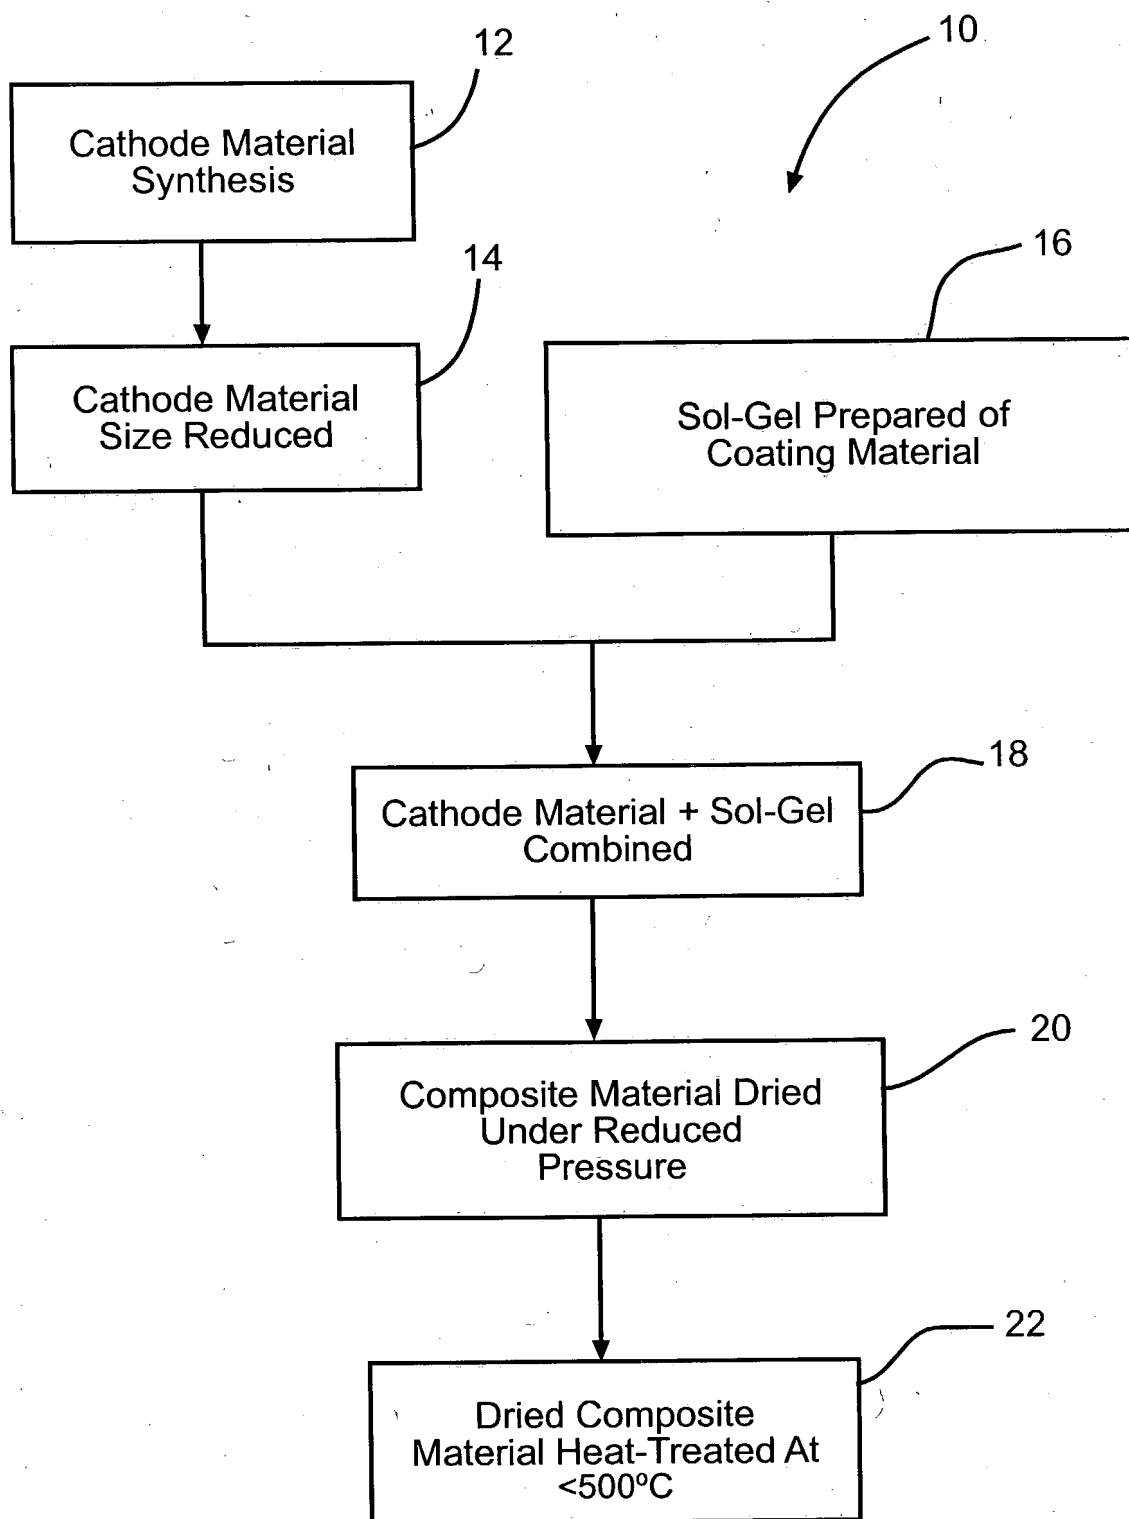 12
10
Cathode Material
Synthesis
14
16
Cathode Material
Size Reduced
Sol-Gel Prepared of
Coating Material
18
Cathode Material + Sol-Gel
Combined
20
Composite Material Dried
Under Reduced
Pressure
22
Dried Composite
Material Heat-Treated At
<500ºC